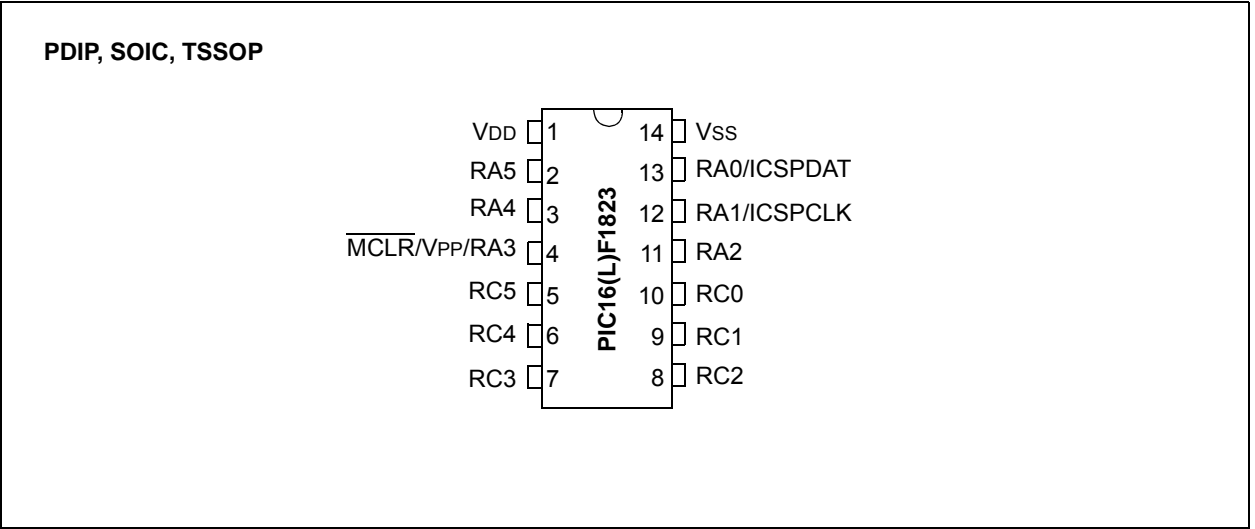 PDIP, SOIC, TSSOP
VDD 1 14 VSS
RA5 2 13 RA0/ICSPDAT
RA4 3 12 RA1/ICSPCLK
MCLR/VPP/RA3 4 11 RA2
RC5 5 10 RC0
RC4 6 9 RC1
RC3 7 8 RC2
PIC16(L)F1823